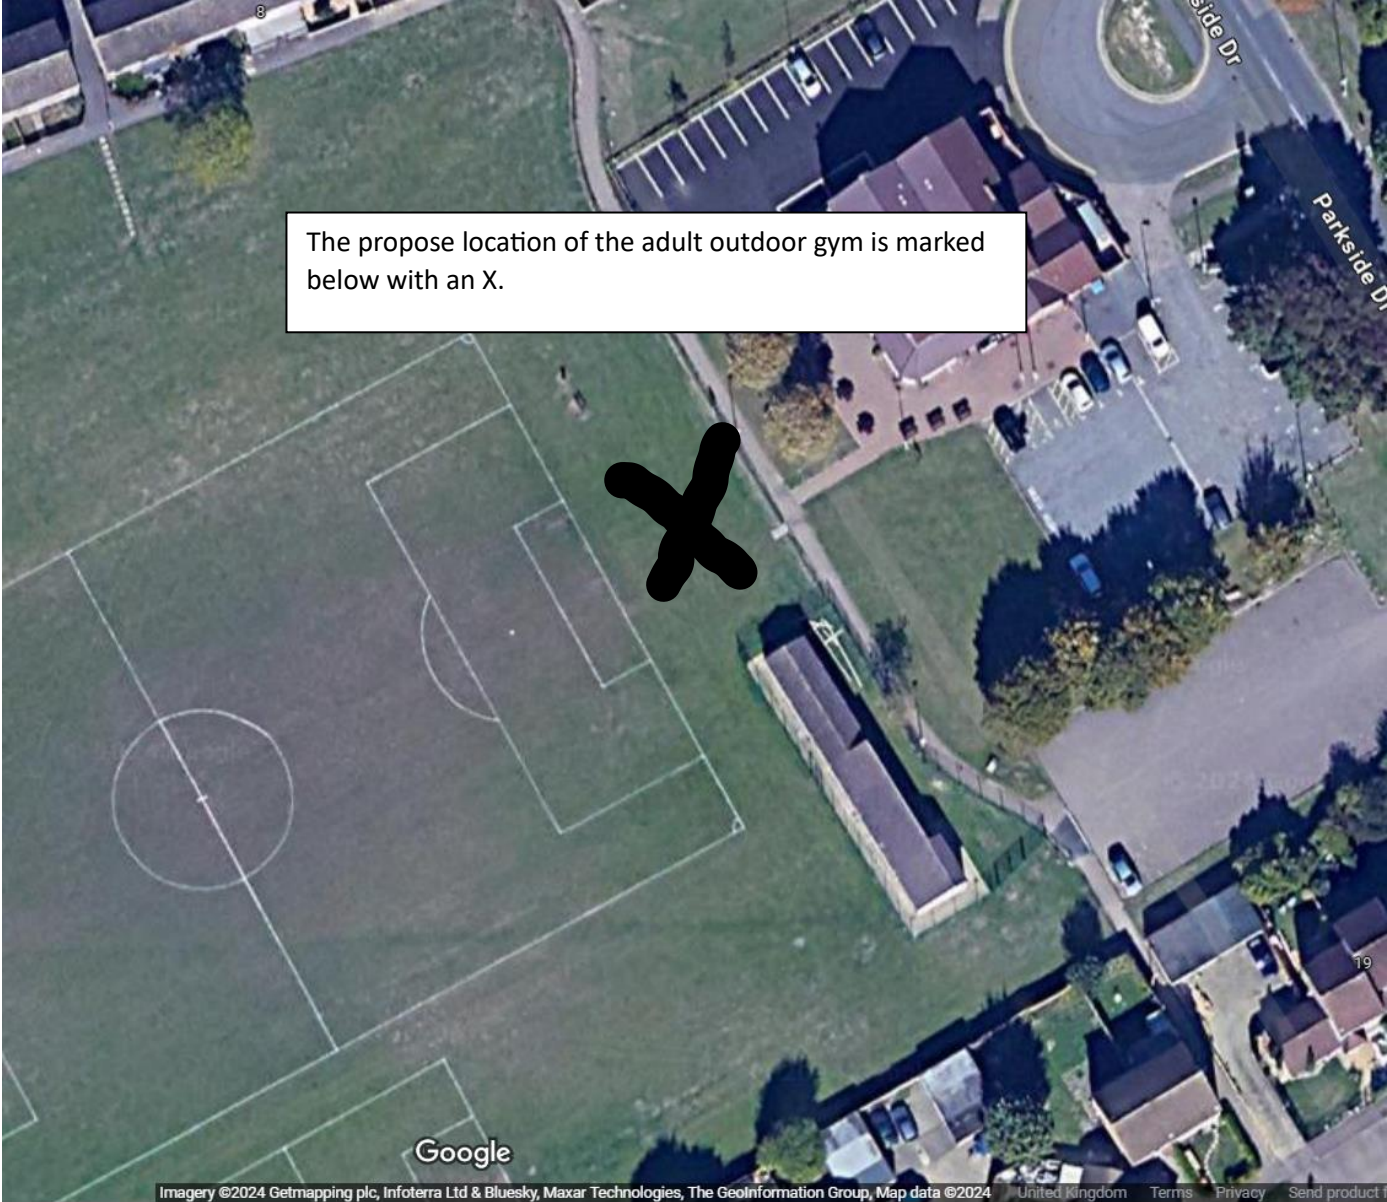 8
side Dr
Parkside Dr
The propose location of the adult outdoor gym is marked
below with an X.
19
Google
Imagery ©2024 Getmapping plc, Infoterra Ltd & Bluesky, Maxar Technologies, The GeoInformation Group, Map data ©2024 United Kingdom Terms Privacy Send product